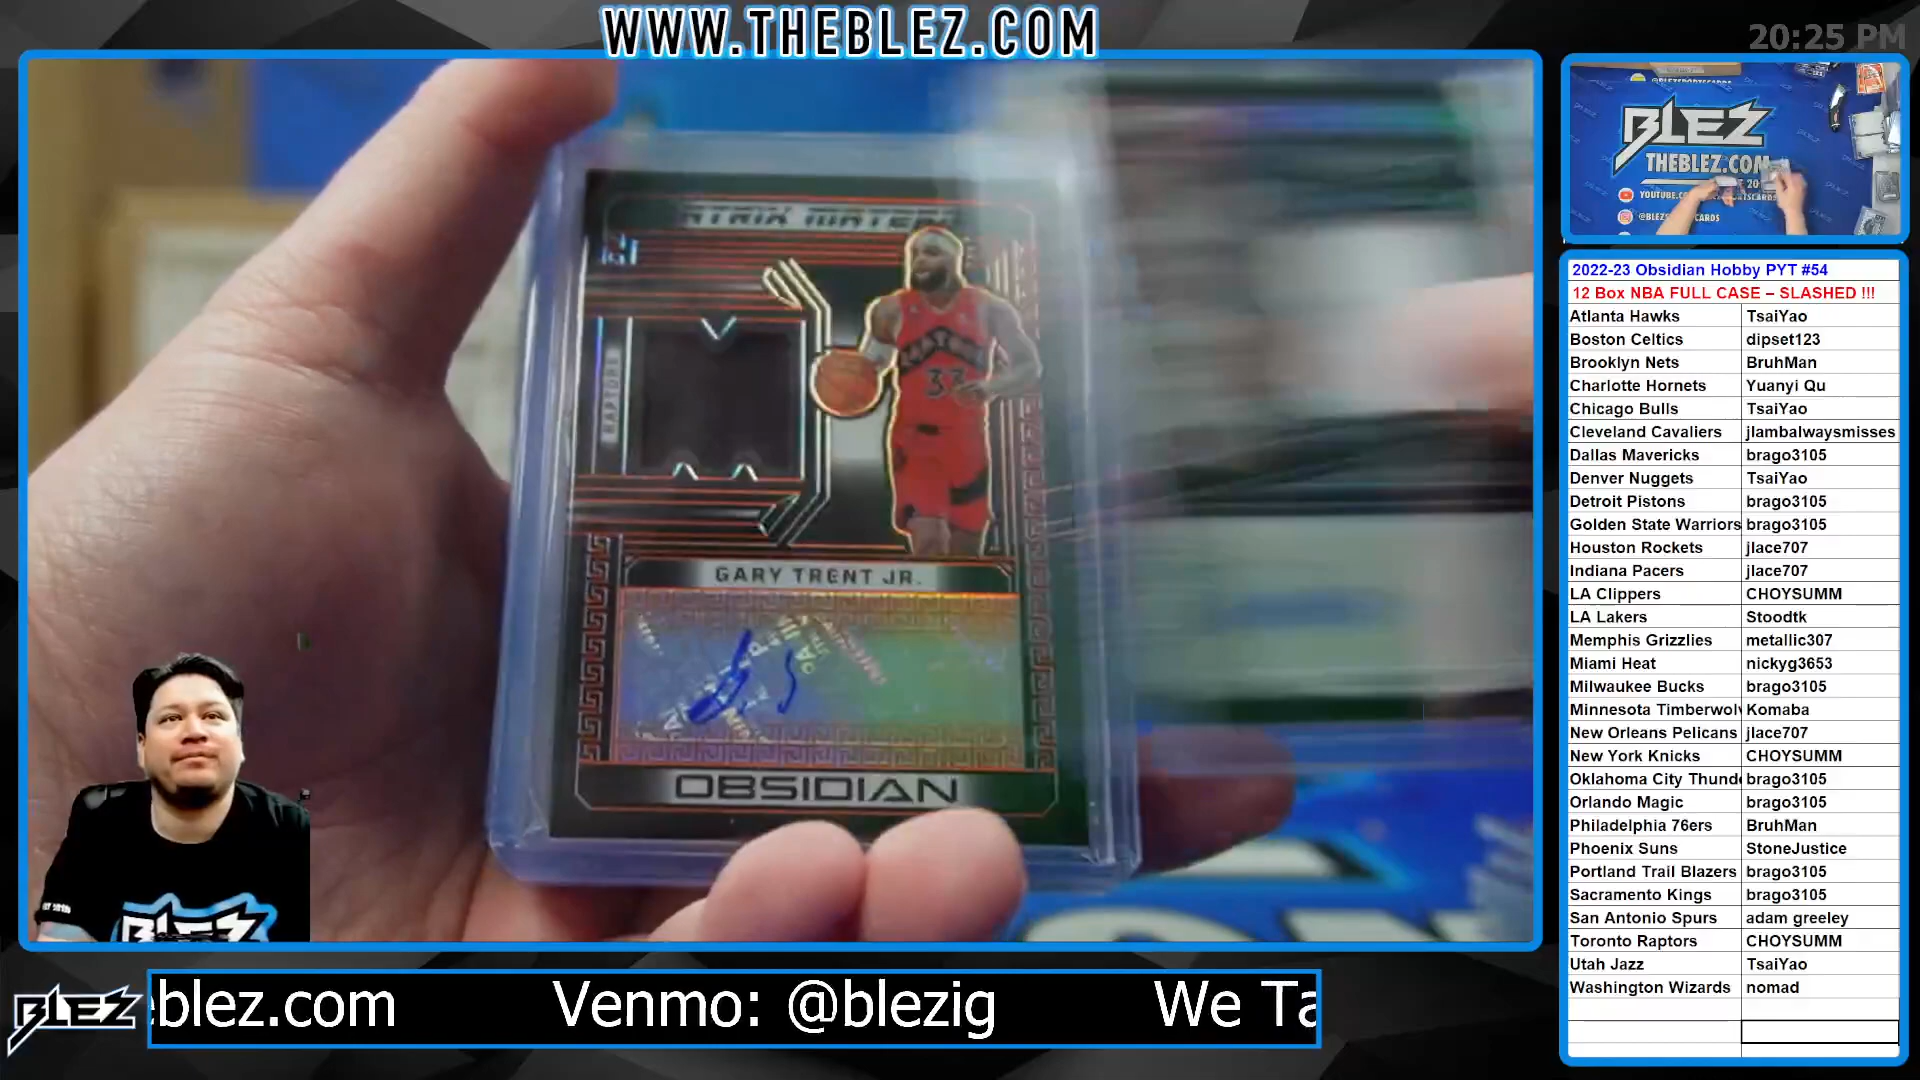 WWW.THEBLEZ.COM
20:25 PM
RAPTORS
33
GARY TRENT JR.
OBSIDIAN
BLEZ
BLEZ
THEBLEZ.COM
2022-23 Obsidian Hobby PYT #54
12 Box NBA FULL CASE – SLASHED !!!
Atlanta Hawks TsaiYao
Boston Celtics dipset123
Brooklyn Nets BruhMan
Charlotte Hornets Yuanyi Qu
Chicago Bulls TsaiYao
Cleveland Cavaliers jlambalwaysmisses
Dallas Mavericks brago3105
Denver Nuggets TsaiYao
Detroit Pistons brago3105
Golden State Warriors brago3105
Houston Rockets jlace707
Indiana Pacers jlace707
LA Clippers CHOYSUMM
LA Lakers Stoodtk
Memphis Grizzlies metallic307
Miami Heat nickyg3653
Milwaukee Bucks brago3105
Minnesota Timberwolv Komaba
New Orleans Pelicans jlace707
New York Knicks CHOYSUMM
Oklahoma City Thunde brago3105
Orlando Magic brago3105
Philadelphia 76ers BruhMan
Phoenix Suns StoneJustice
Portland Trail Blazers brago3105
Sacramento Kings brago3105
San Antonio Spurs adam greeley
Toronto Raptors CHOYSUMM
Utah Jazz TsaiYao
Washington Wizards nomad
BLEZ
eblez.com Venmo: @blezig We Ta